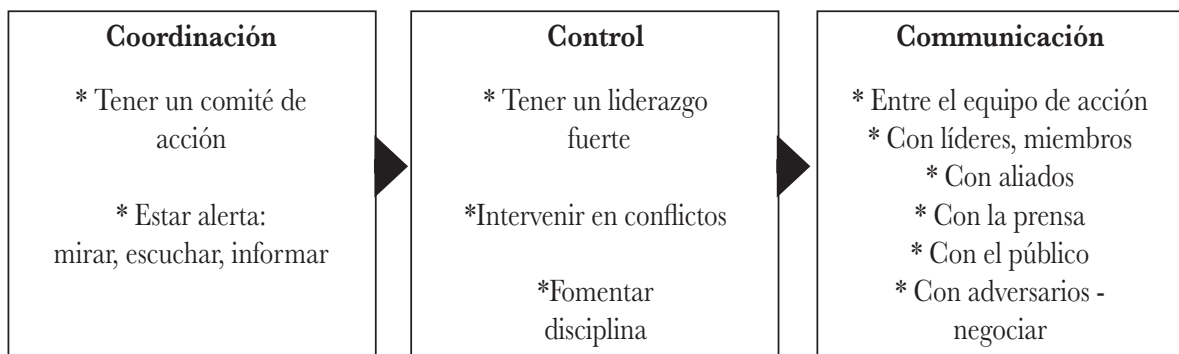 Coordinación
* Tener un comité de
acción
* Estar alerta:
mirar, escuchar, informar
Control
* Tener un liderazgo
fuerte
*Intervenir en conflictos
*Fomentar
disciplina
Communicación
* Entre el equipo de acción
* Con líderes, miembros
* Con aliados
* Con la prensa
* Con el público
* Con adversarios -
negociar